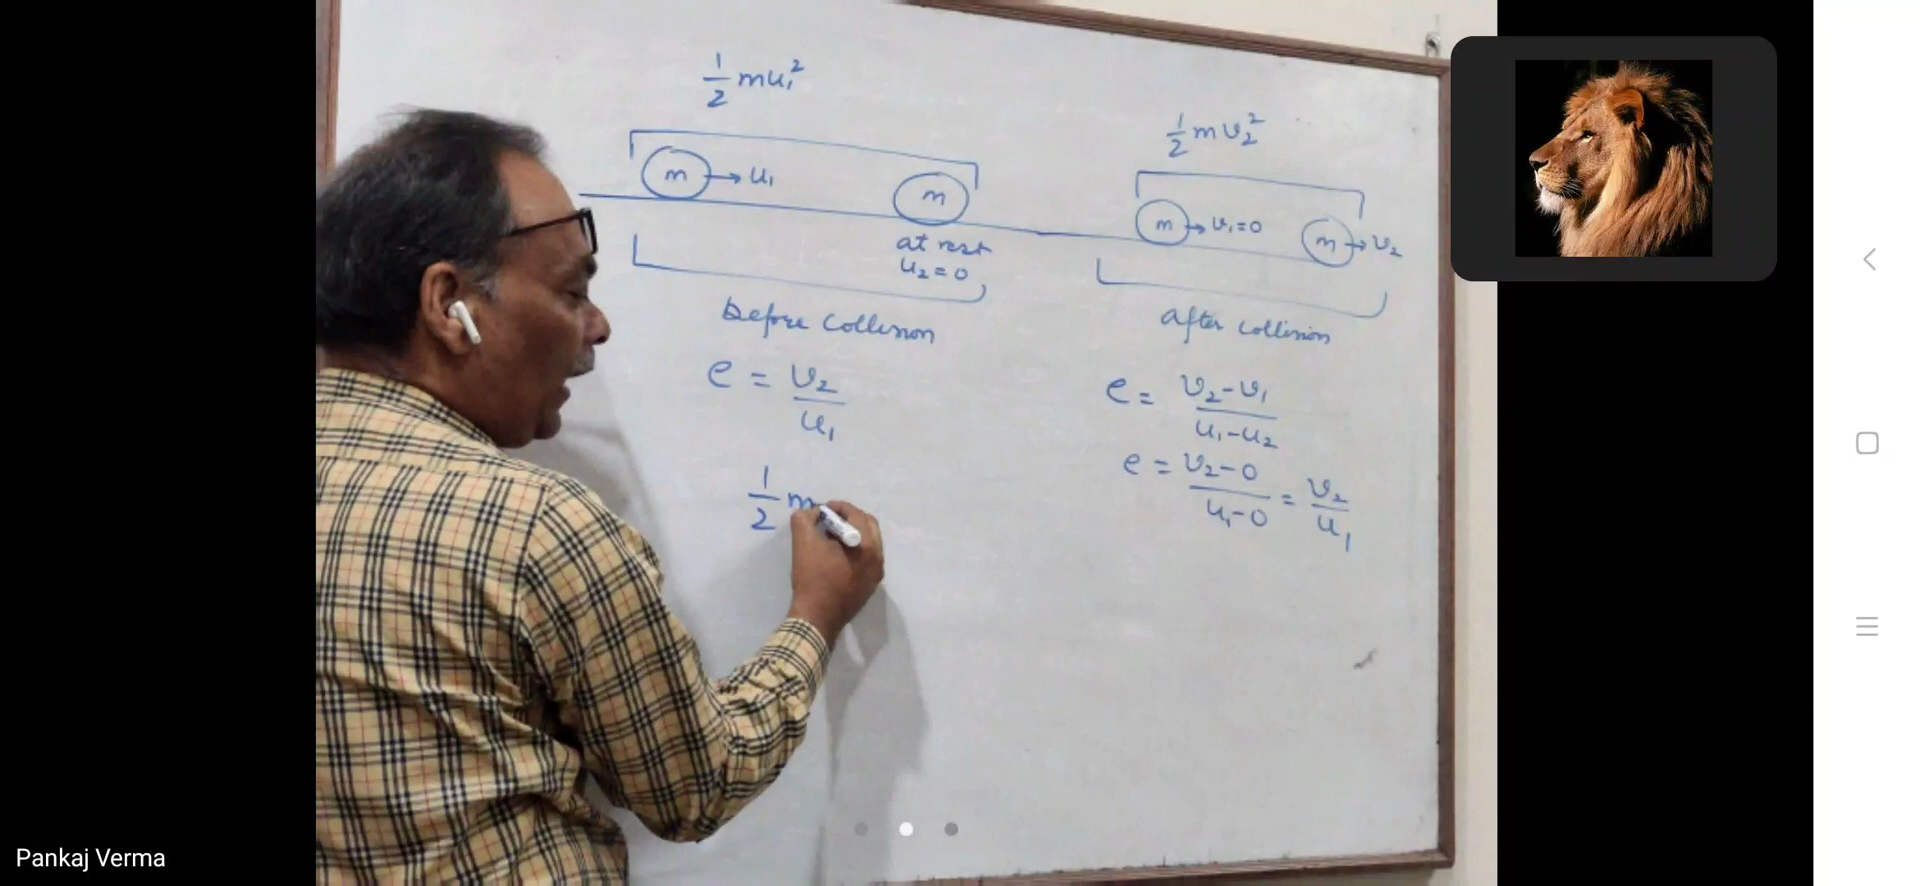 ½ mu₁²
½ mv₂²
m → u₁
m
m → v₁=0
m → v₂
at rest
u₂ = 0
Before Collision
After Collision
e = v₂/u₁
e = (v₂-v₁)/(u₁-u₂)
e = (v₂-0)/(u₁-0) = v₂/u₁
½ m
Pankaj Verma